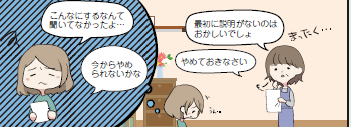 こんなにするなんて
聞いてなかったよ…
今からやめ
られないかな
最初に説明がないのは
おかしいでしょ
やめておきなさい
まったく…